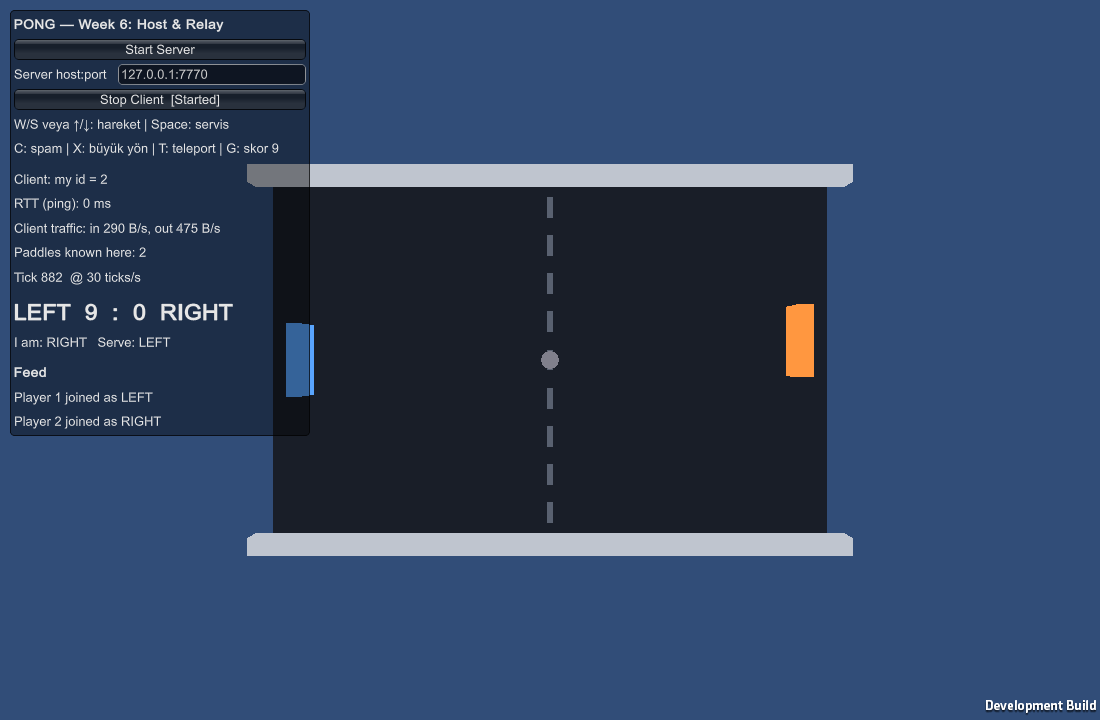 PONG — Week 6: Host & Relay
Start Server
Server host:port 127.0.0.1:7770
Stop Client [Started]
W/S veya ↑/↓: hareket | Space: servis
C: spam | X: büyük yön | T: teleport | G: skor 9
Client: my id = 2
RTT (ping): 0 ms
Client traffic: in 290 B/s, out 475 B/s
Paddles known here: 2
Tick 882 @ 30 ticks/s
LEFT 9 : 0 RIGHT
I am: RIGHT Serve: LEFT
Feed
Player 1 joined as LEFT
Player 2 joined as RIGHT
Development Build